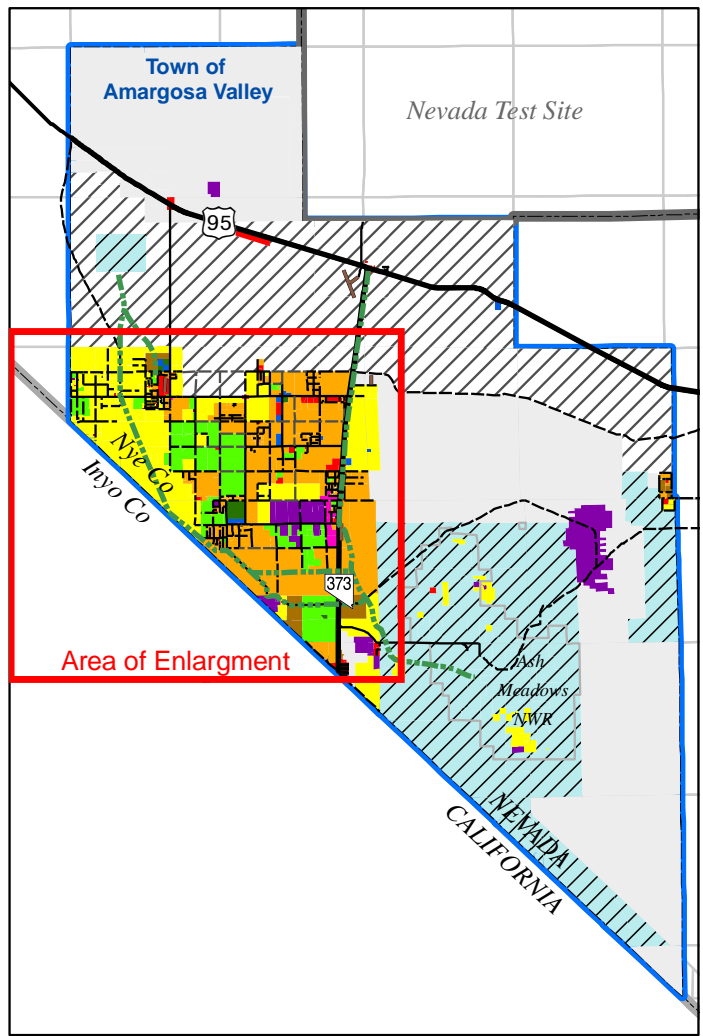 Town of
Amargosa Valley
Nevada Test Site
95
Nye Co
Inyo Co
373
Area of Enlargment
Ash
Meadows
NWR
NEVADA
CALIFORNIA